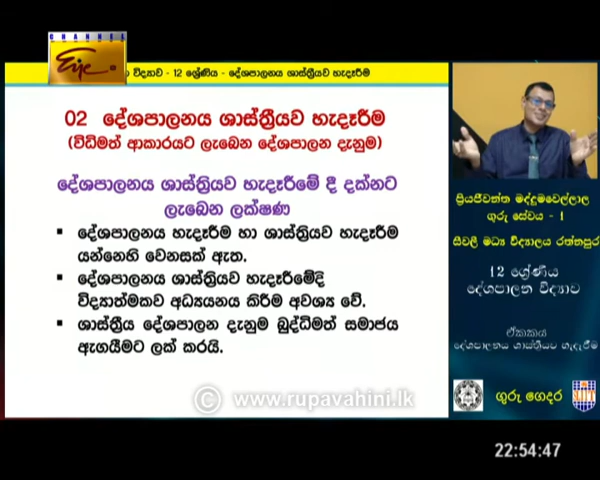 CHANNEL
Eye
විද්‍යාව - 12 ශ්‍රේණිය - දේශපාලනය ශාස්ත්‍රීයව හැදෑරීම
02 දේශපාලනය ශාස්ත්‍රීයව හැදෑරීම
(විධිමත් ආකාරයට ලැබෙන දේශපාලන දැනුම)
දේශපාලනය ශාස්ත්‍රියව හැදෑරීමේ දී දක්නට
ලැබෙන ලක්ෂණ
▪ දේශපාලනය හැදෑරීම හා ශාස්ත්‍රියව හැදෑරීම
යන්නෙහි වෙනසක් ඇත.
▪ දේශපාලනය ශාස්ත්‍රියව හැදෑරීමේදි
විද්‍යාත්මකව අධ්‍යයනය කිරීම අවශ්‍ය වේ.
▪ ශාස්ත්‍රීය දේශපාලන දැනුම බුද්ධිමත් සමාජය
ඇගයීමට ලක් කරයි.
© www.rupavahini.lk
ප්‍රියජීවන්ත මද්දුමවෙල්ලාල
ගුරු සේවය - 1
සීවලී මධ්‍ය විද්‍යාලය රත්නපුර
12 ශ්‍රේණිය
දේශපාලන විද්‍යාව
ඒකකය
දේශපාලනය ශාස්ත්‍රීයව හැදෑරීම
ගුරු ගෙදර
22:54:47